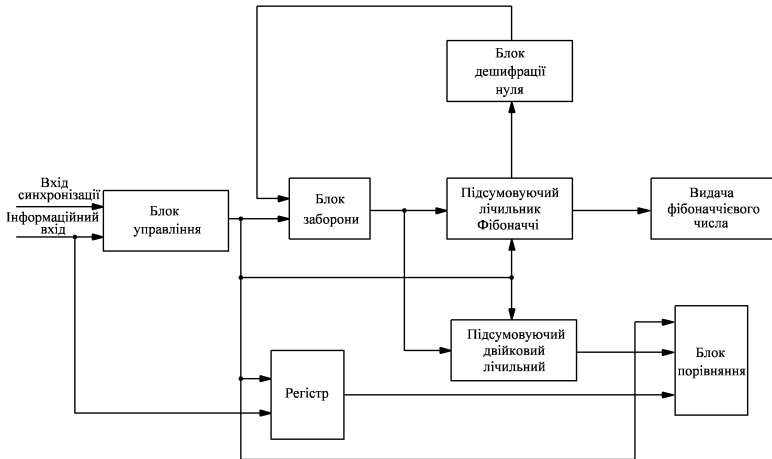 Блок
дешифрації
нуля
Вхід
синхронізації
Інформаційний
вхід
Блок
управління
Блок
заборони
Підсумовуючий
лічильник
Фібоначчі
Видача
фібоначчієвого
числа
Підсумовуючий
двійковий
лічильний
Регістр
Блок
порівняння